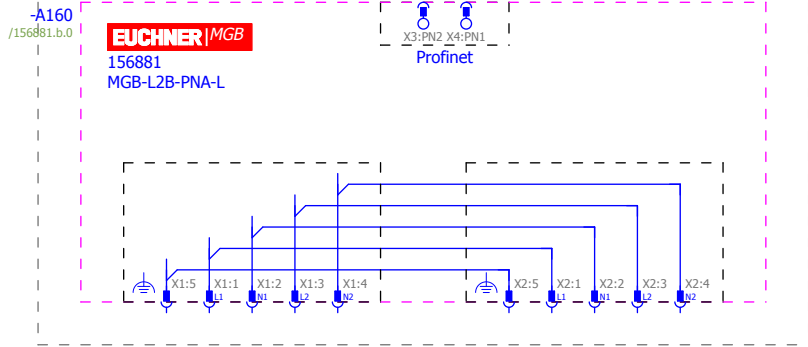 -A160
/156881.b.0
EUCHNER MGB
156881
MGB-L2B-PNA-L
X3:PN2 X4:PN1
Profinet
X1:5 X1:1 X1:2 X1:3 X1:4 X2:5 X2:1 X2:2 X2:3 X2:4
L1 N1 L2 N2 L1 N1 L2 N2